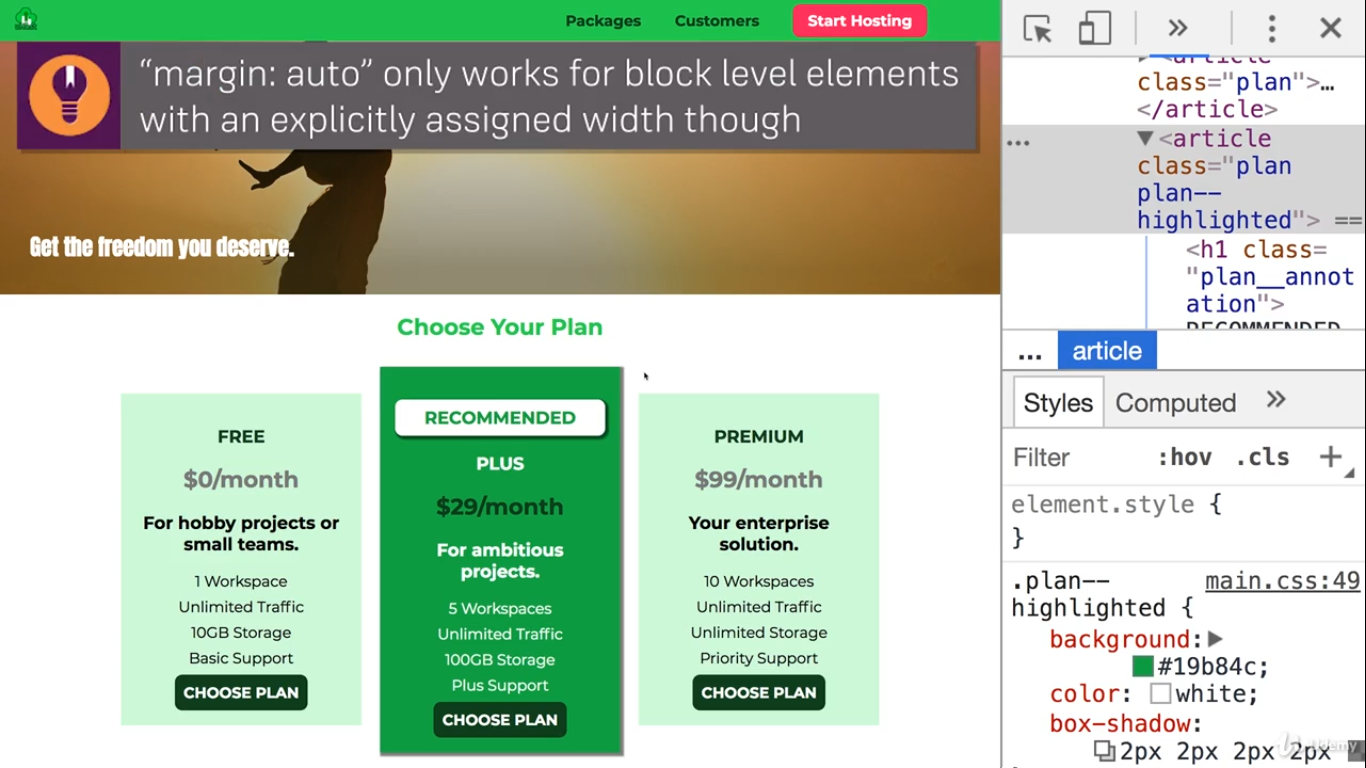 Packages
Customers
Start Hosting
“margin: auto” only works for block level elements
with an explicitly assigned width though
Get the freedom you deserve.
Choose Your Plan
FREE
$0/month
For hobby projects or
small teams.
1 Workspace
Unlimited Traffic
10GB Storage
Basic Support
CHOOSE PLAN
RECOMMENDED
PLUS
$29/month
For ambitious
projects.
5 Workspaces
Unlimited Traffic
100GB Storage
Plus Support
CHOOSE PLAN
PREMIUM
$99/month
Your enterprise
solution.
10 Workspaces
Unlimited Traffic
Unlimited Storage
Priority Support
CHOOSE PLAN
<article
class="plan">…
</article>
<article
class="plan
plan--
highlighted"> ==
<h1 class=
"plan__annot
ation">
RECOMMENDED
... article
Styles Computed
Filter :hov .cls
element.style {
}
.plan-- main.css:49
highlighted {
background:
#19b84c;
color: white;
box-shadow:
2px 2px 2px 2px
Udemy